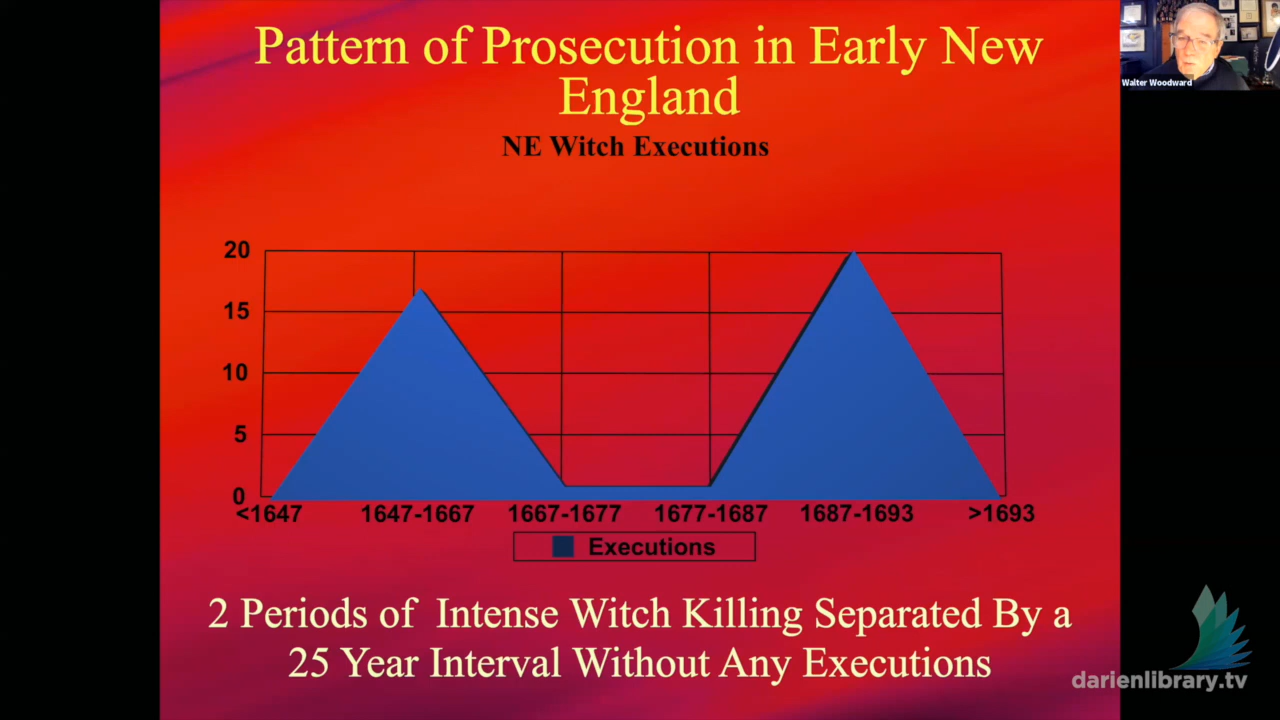 Pattern of Prosecution in Early New
England
NE Witch Executions
20
15
10
5
0
<1647 1647-1667 1667-1677 1677-1687 1687-1693 >1693
Executions
2 Periods of Intense Witch Killing Separated By a
25 Year Interval Without Any Executions
Walter Woodward
darienlibrary.tv